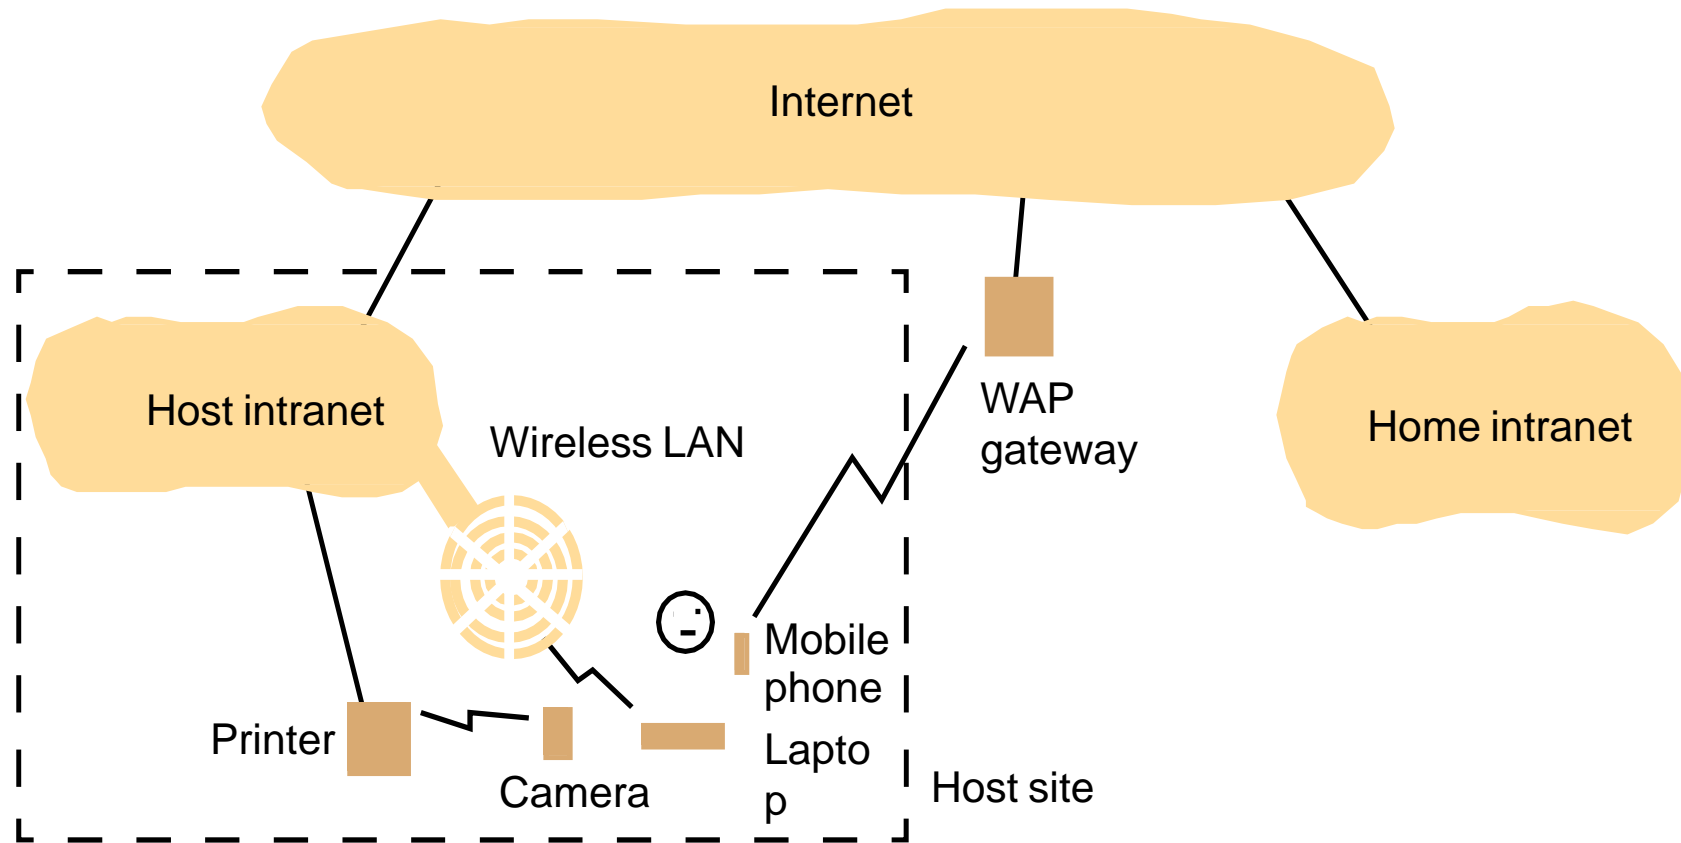 Internet
Host intranet
Wireless LAN
WAP
gateway
Home intranet
Mobile
phone
Printer
Camera
Lapto
p
Host site